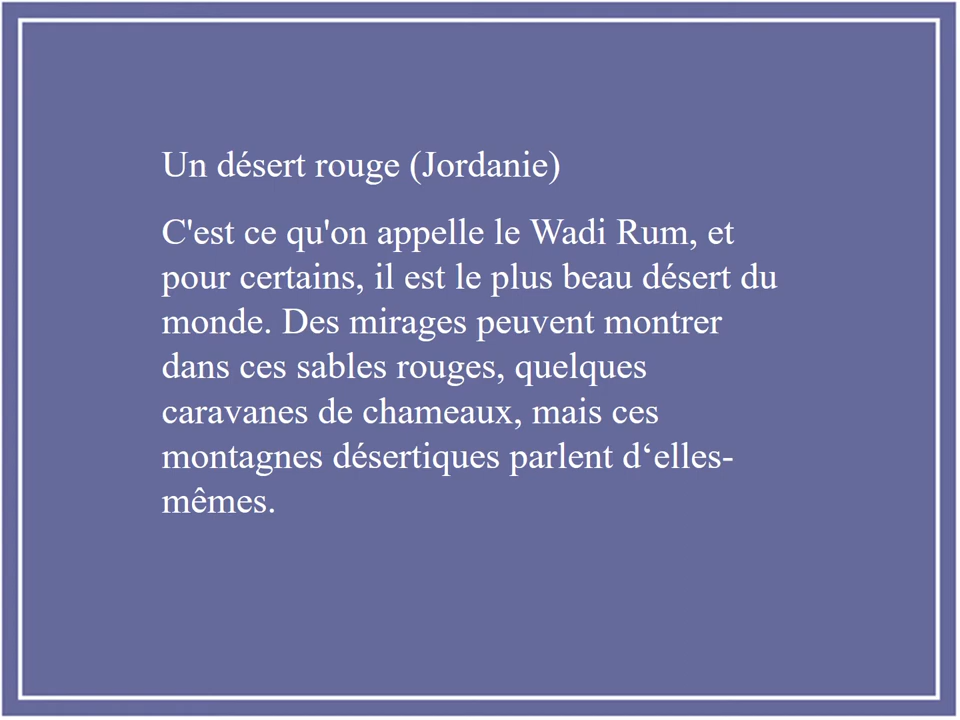 Un désert rouge (Jordanie)
C'est ce qu'on appelle le Wadi Rum, et
pour certains, il est le plus beau désert du
monde. Des mirages peuvent montrer
dans ces sables rouges, quelques
caravanes de chameaux, mais ces
montagnes désertiques parlent d‘elles-
mêmes.